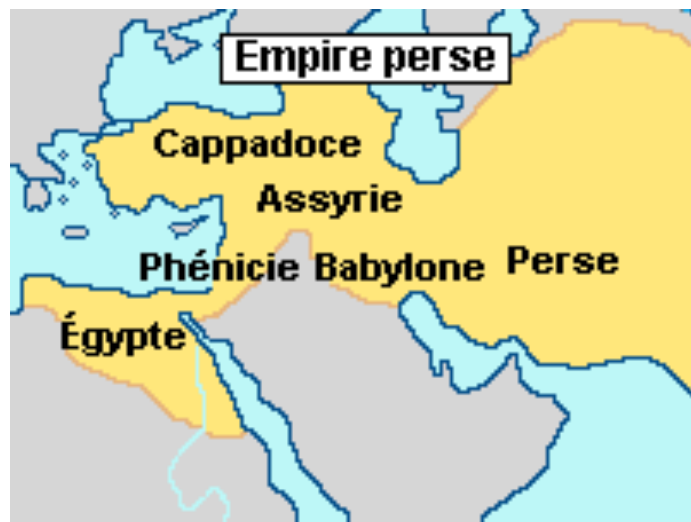 Empire perse
Cappadoce
Assyrie
Phénicie Babylone Perse
Égypte